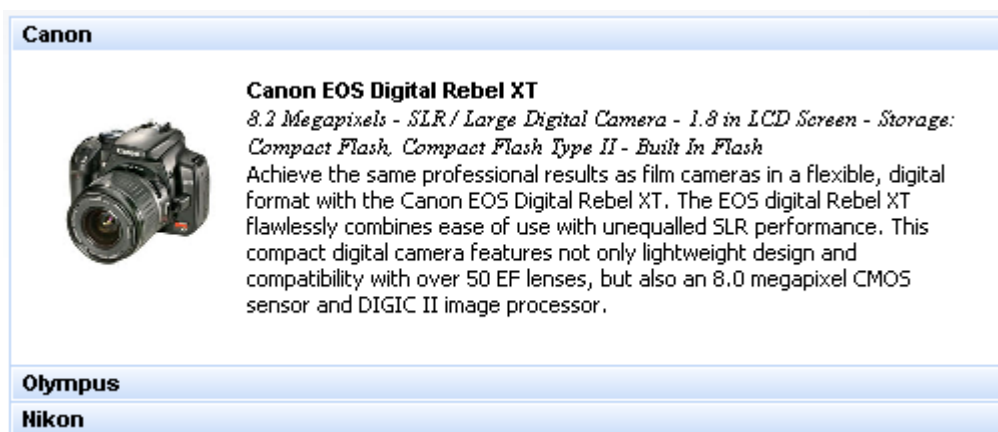 Canon
Canon EOS Digital Rebel XT
8.2 Megapixels - SLR / Large Digital Camera - 1.8 in LCD Screen - Storage:
Compact Flash, Compact Flash Type II - Built In Flash
Achieve the same professional results as film cameras in a flexible, digital
format with the Canon EOS Digital Rebel XT. The EOS digital Rebel XT
flawlessly combines ease of use with unequalled SLR performance. This
compact digital camera features not only lightweight design and
compatibility with over 50 EF lenses, but also an 8.0 megapixel CMOS
sensor and DIGIC II image processor.
Olympus
Nikon